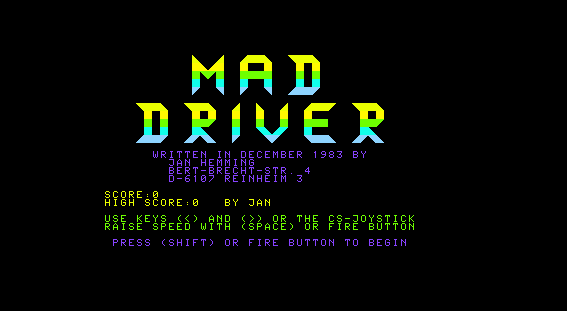 MAD
DRIVER
WRITTEN IN DECEMBER 1983 BY
JAN HEMMING
BERT-BRECHT-STR. 4
D-6107 REINHEIM 3
SCORE:0
HIGH SCORE:0 BY JAN
USE KEYS (<) AND (>) OR THE CS-JOYSTICK
RAISE SPEED WITH (SPACE) OR FIRE BUTTON
PRESS (SHIFT) OR FIRE BUTTON TO BEGIN